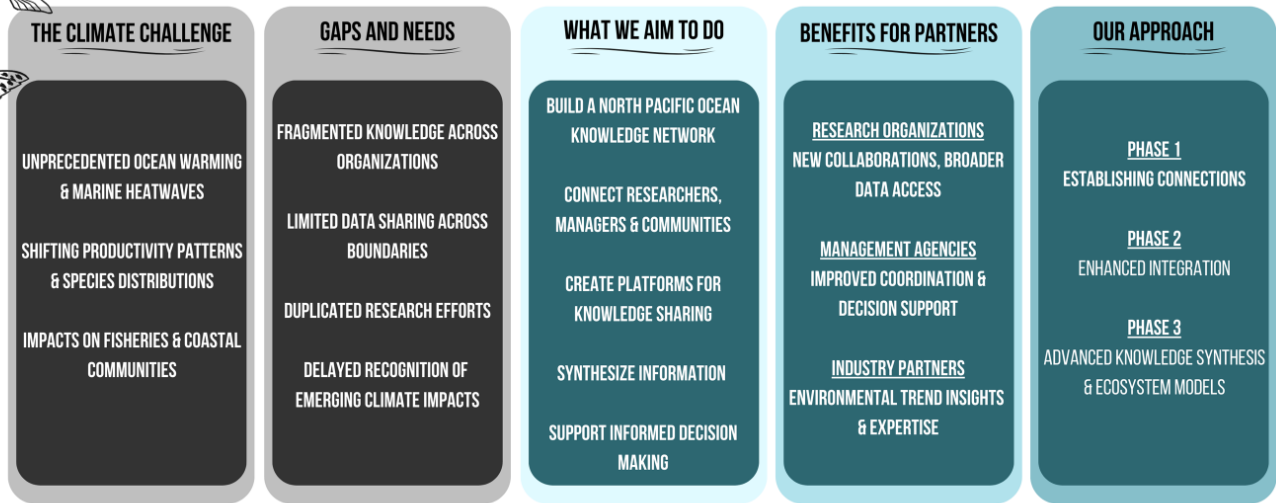 THE CLIMATE CHALLENGE
UNPRECEDENTED OCEAN WARMING
& MARINE HEATWAVES
SHIFTING PRODUCTIVITY PATTERNS
& SPECIES DISTRIBUTIONS
IMPACTS ON FISHERIES & COASTAL
COMMUNITIES
GAPS AND NEEDS
FRAGMENTED KNOWLEDGE ACROSS
ORGANIZATIONS
LIMITED DATA SHARING ACROSS
BOUNDARIES
DUPLICATED RESEARCH EFFORTS
DELAYED RECOGNITION OF
EMERGING CLIMATE IMPACTS
WHAT WE AIM TO DO
BUILD A NORTH PACIFIC OCEAN
KNOWLEDGE NETWORK
CONNECT RESEARCHERS,
MANAGERS & COMMUNITIES
CREATE PLATFORMS FOR
KNOWLEDGE SHARING
SYNTHESIZE INFORMATION
SUPPORT INFORMED DECISION
MAKING
BENEFITS FOR PARTNERS
RESEARCH ORGANIZATIONS
NEW COLLABORATIONS, BROADER
DATA ACCESS
MANAGEMENT AGENCIES
IMPROVED COORDINATION &
DECISION SUPPORT
INDUSTRY PARTNERS
ENVIRONMENTAL TREND INSIGHTS
& EXPERTISE
OUR APPROACH
PHASE 1
ESTABLISHING CONNECTIONS
PHASE 2
ENHANCED INTEGRATION
PHASE 3
ADVANCED KNOWLEDGE SYNTHESIS
& ECOSYSTEM MODELS